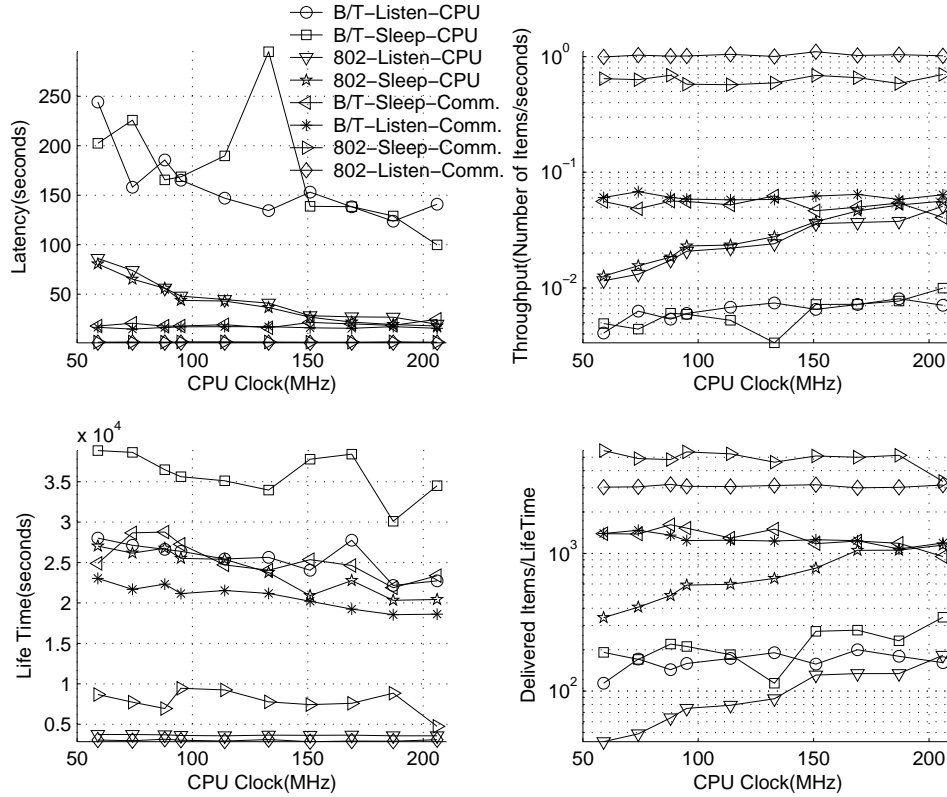 B/T-Listen-CPU
B/T-Sleep-CPU
802-Listen-CPU
802-Sleep-CPU
B/T-Sleep-Comm.
B/T-Listen-Comm.
802-Sleep-Comm.
802-Listen-Comm.
Latency(seconds)
250
200
150
100
50
50 100 150 200
CPU Clock(MHz)
Throughput(Number of Items/seconds)
10^0
10^-1
10^-2
50 100 150 200
CPU Clock(MHz)
x 10^4
Life Time(seconds)
3.5
3
2.5
2
1.5
1
0.5
50 100 150 200
CPU Clock(MHz)
Delivered Items/LifeTime
10^3
10^2
50 100 150 200
CPU Clock(MHz)